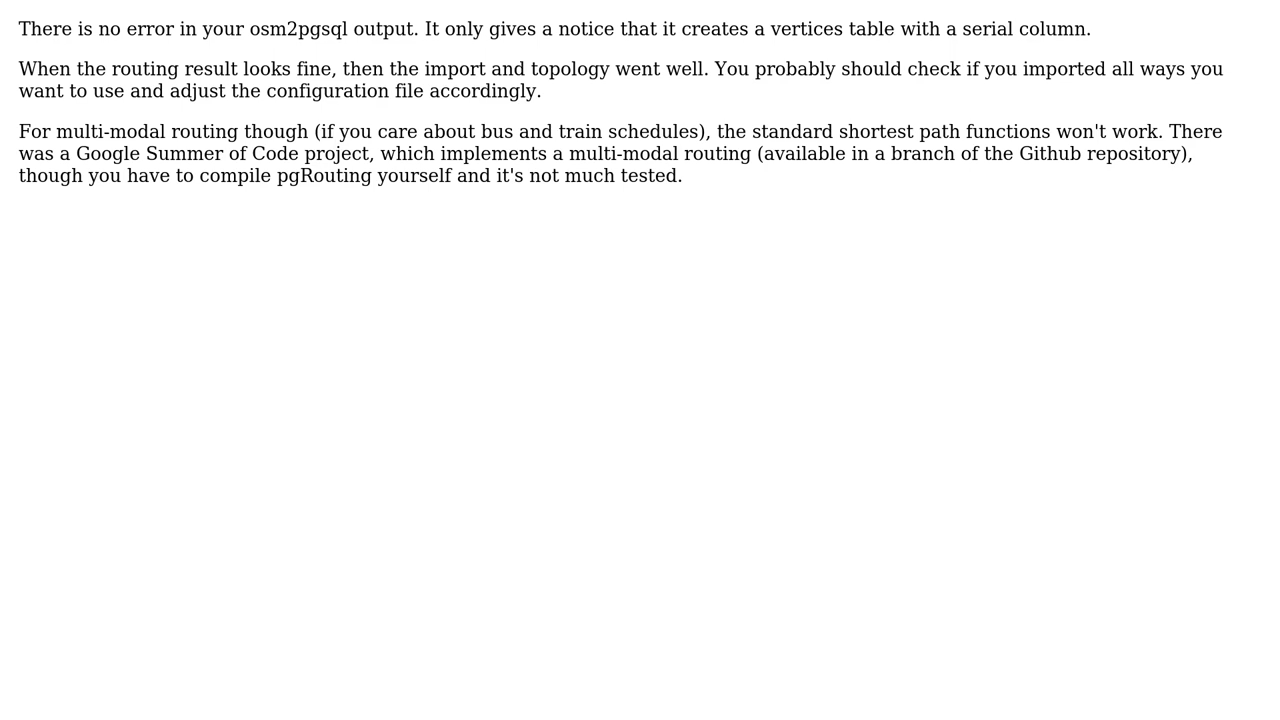 There is no error in your osm2pgsql output. It only gives a notice that it creates a vertices table with a serial column.
When the routing result looks fine, then the import and topology went well. You probably should check if you imported all ways you
want to use and adjust the configuration file accordingly.
For multi-modal routing though (if you care about bus and train schedules), the standard shortest path functions won't work. There
was a Google Summer of Code project, which implements a multi-modal routing (available in a branch of the Github repository),
though you have to compile pgRouting yourself and it's not much tested.